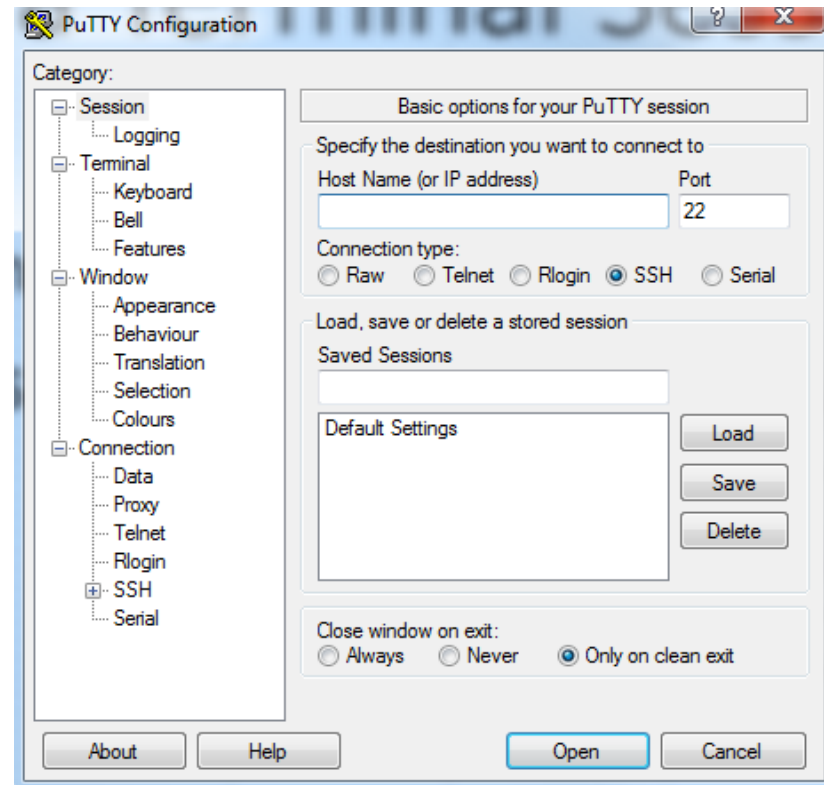 PuTTY Configuration
Category:
Session
Logging
Terminal
Keyboard
Bell
Features
Window
Appearance
Behaviour
Translation
Selection
Colours
Connection
Data
Proxy
Telnet
Rlogin
SSH
Serial
Basic options for your PuTTY session
Specify the destination you want to connect to
Host Name (or IP address) Port
22
Connection type:
Raw Telnet Rlogin SSH Serial
Load, save or delete a stored session
Saved Sessions
Default Settings
Load
Save
Delete
Close window on exit:
Always Never Only on clean exit
About Help Open Cancel